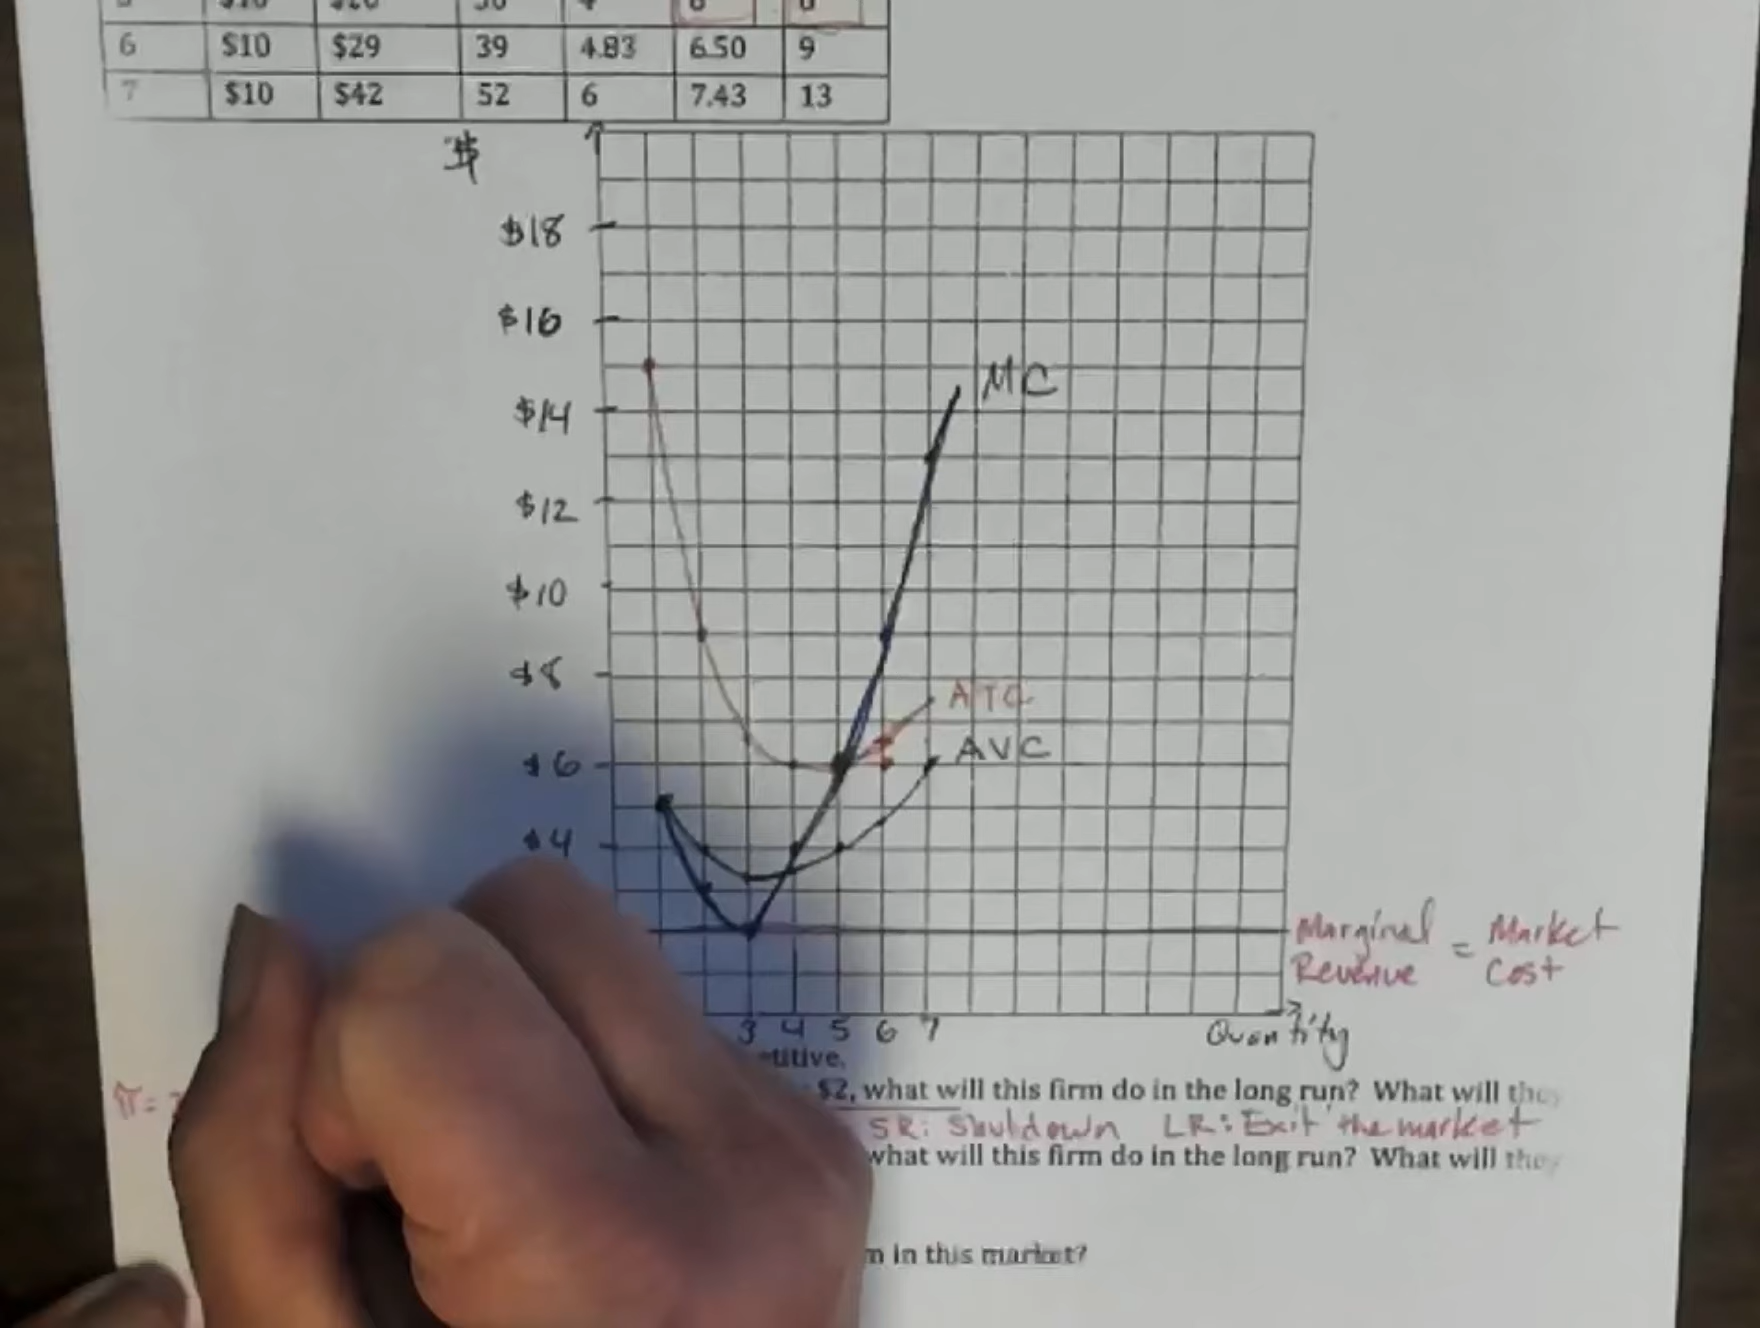 6 $10 $29 39 4.83 6.50 9
7 $10 $42 52 6 7.43 13
$
$18
$16
MC
$14
$12
$10
$8
ATC
$6
AVC
$4
Marginal Revenue = Market Cost
3 4 5 6 7 Quantity
titive.
π=
$2, what will this firm do in the long run? What will they
SR: Shutdown LR: Exit the market
what will this firm do in the long run? What will they
in this market?